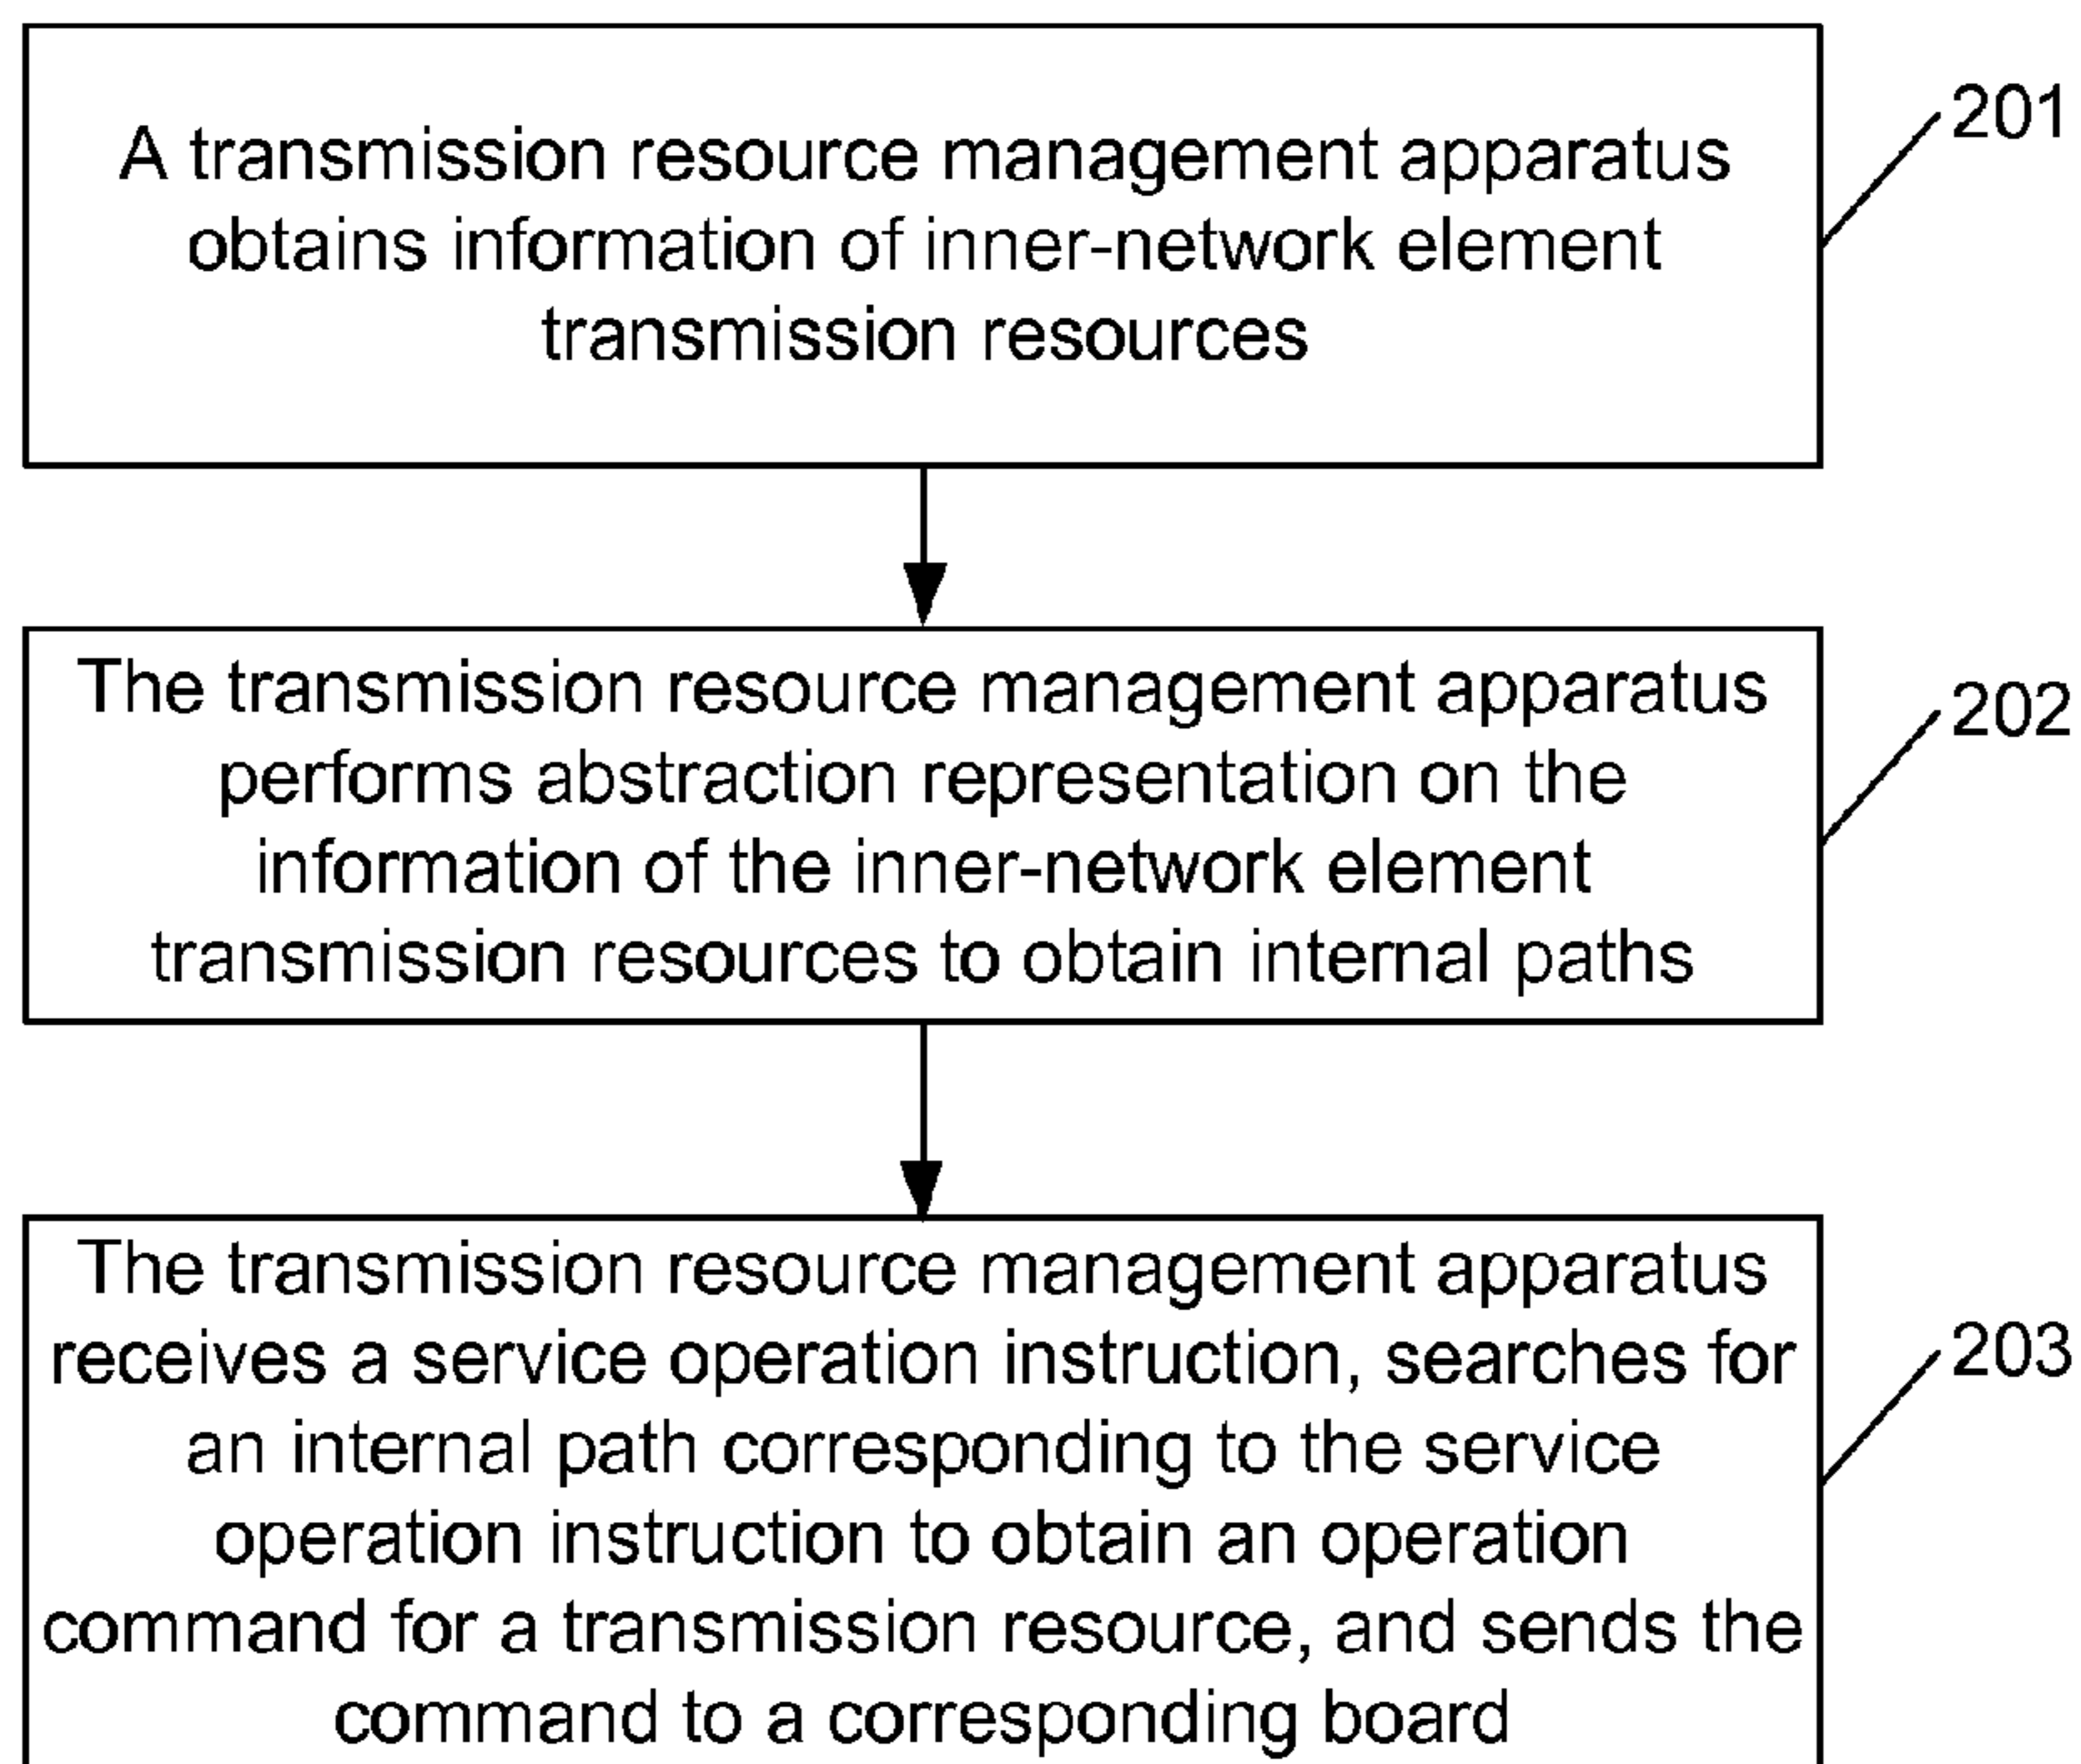 A transmission resource management apparatus
obtains information of inner-network element
transmission resources
201
The transmission resource management apparatus
performs abstraction representation on the
information of the inner-network element
transmission resources to obtain internal paths
202
The transmission resource management apparatus
receives a service operation instruction, searches for
an internal path corresponding to the service
operation instruction to obtain an operation
command for a transmission resource, and sends the
command to a corresponding board
203